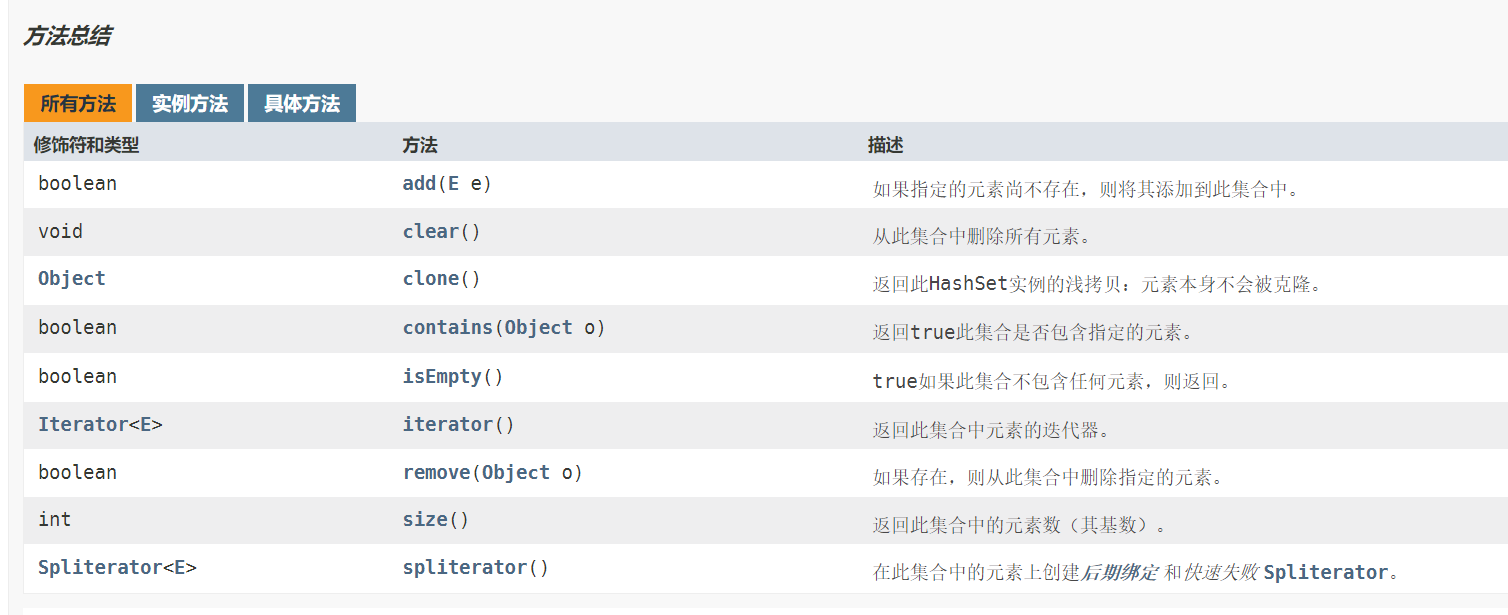 方法总结
所有方法 实例方法 具体方法
修饰符和类型 方法 描述
boolean add(E e) 如果指定的元素尚不存在，则将其添加到此集合中。
void clear() 从此集合中删除所有元素。
Object clone() 返回此HashSet实例的浅拷贝：元素本身不会被克隆。
boolean contains(Object o) 返回true此集合是否包含指定的元素。
boolean isEmpty() true如果此集合不包含任何元素，则返回。
Iterator<E> iterator() 返回此集合中元素的迭代器。
boolean remove(Object o) 如果存在，则从此集合中删除指定的元素。
int size() 返回此集合中的元素数（其基数）。
Spliterator<E> spliterator() 在此集合中的元素上创建后期绑定 和快速失败 Spliterator。